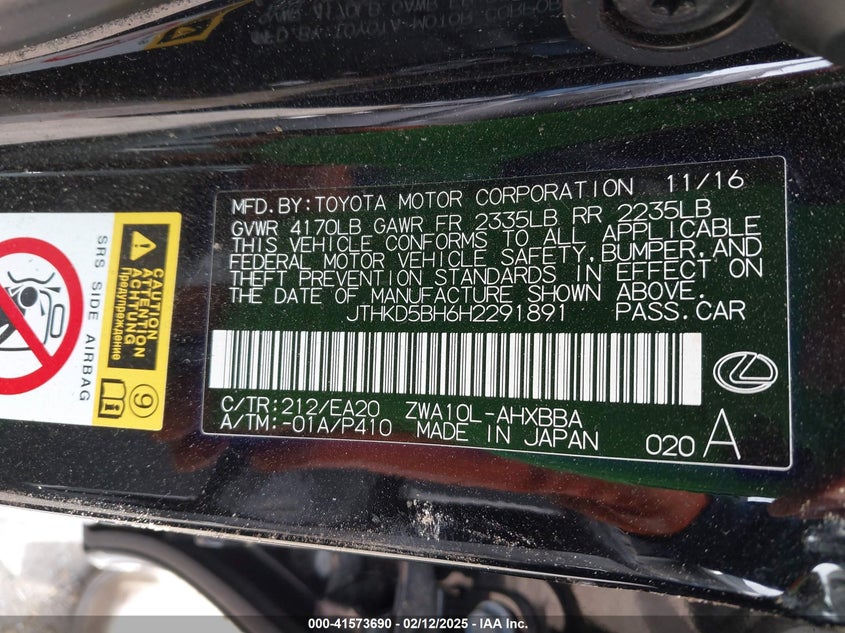 MFD.BY:TOYOTA MOTOR CORPORATION 11/16
GVWR 4170LB GAWR FR 2335LB RR 2235LB
THIS VEHICLE CONFORMS TO ALL APPLICABLE
FEDERAL MOTOR VEHICLE SAFETY,BUMPER,AND
THEFT PREVENTION STANDARDS IN EFFECT ON
THE DATE OF MANUFACTURE SHOWN ABOVE.
JTHKD5BH6H2291891 PASS.CAR
C/TR:212/EA20 ZWA10L-AHXBBA
A/TM:-01A/P410 MADE IN JAPAN 020 A
SRS SIDE AIRBAG
CAUTION
ATTENTION
ACHTUNG
Предупреждение
9
000-41573690 - 02/12/2025 - IAA Inc.